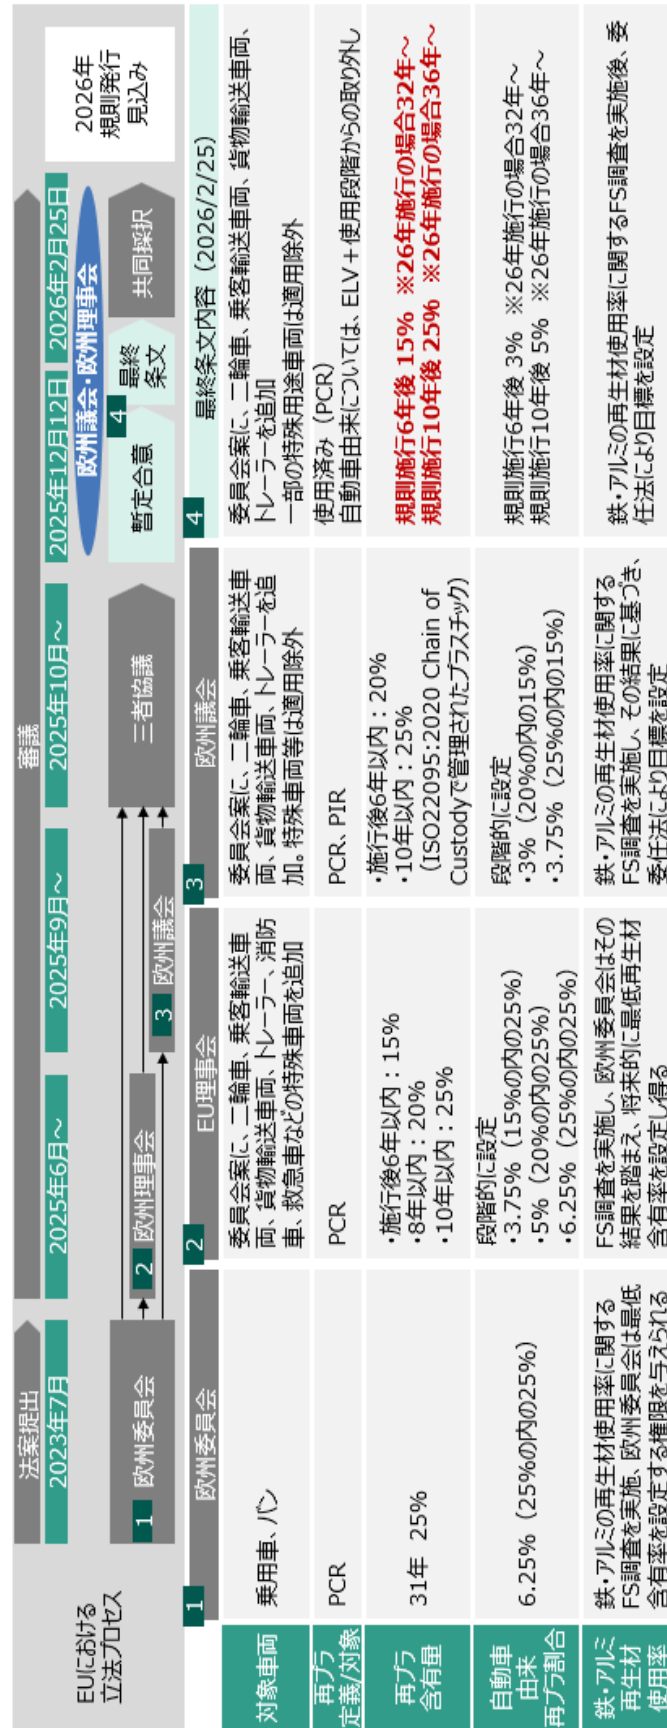 EUにおける
立法プロセス
法案提出
審議
2023年7月
2025年6月～
2025年9月～
2025年10月～
2025年12月12日
2026年2月25日
欧州議会・欧州理事会
2026年
規則発行
見込み
1 欧州委員会
2 欧州理事会
3 欧州議会
三者協議
暫定合意
4 最終
条文
共同採択
1 欧州委員会
2 EU理事会
3 欧州議会
4 最終条文内容（2026/2/25）
対象車両
乗用車、バン
委員会案に、二輪車、乗客輸送車
両、貨物輸送車両、トレーラー、消防
車、救急車などの特殊車両を追加
委員会案に、二輪車、乗客輸送車
両、貨物輸送車両、トレーラーを追
加。特殊車両等は適用除外
委員会案に、二輪車、乗客輸送車両、貨物輸送車両、
トレーラーを追加
一部の特殊用途車両は適用除外
再プラ
定義/対象
PCR
PCR
PCR、PIR
使用済み（PCR）
自動車由来については、ELV＋使用段階からの取り外し
再プラ
含有量
31年 25%
・施行後6年以内：15%
・8年以内：20%
・10年以内：25%
・施行後6年以内：20%
・10年以内：25%
（ISO22095:2020 Chain of
Custodyで管理されたプラスチック）
規則施行6年後 15% ※26年施行の場合32年～
規則施行10年後 25% ※26年施行の場合36年～
自動車
由来
再プラ割合
6.25%（25%の内の25%）
段階的に設定
・3.75%（15%の内の25%）
・5%（20%の内の25%）
・6.25%（25%の内の25%）
段階的に設定
・3%（20%の内の15%）
・3.75%（25%の内の15%）
規則施行6年後 3% ※26年施行の場合32年～
規則施行10年後 5% ※26年施行の場合36年～
鉄・アルミ
再生材
使用率
鉄・アルミの再生材使用率に関する
FS調査を実施、欧州委員会は最低
含有率を設定する権限を与えられる
FS調査を実施し、欧州委員会はその
結果を踏まえ、将来的に最低再生材
含有率を設定し得る
鉄・アルミの再生材使用率に関する
FS調査を実施し、その結果に基づき、
委任法により目標を設定
鉄・アルミの再生材使用率に関するFS調査を実施後、委
任法により目標を設定